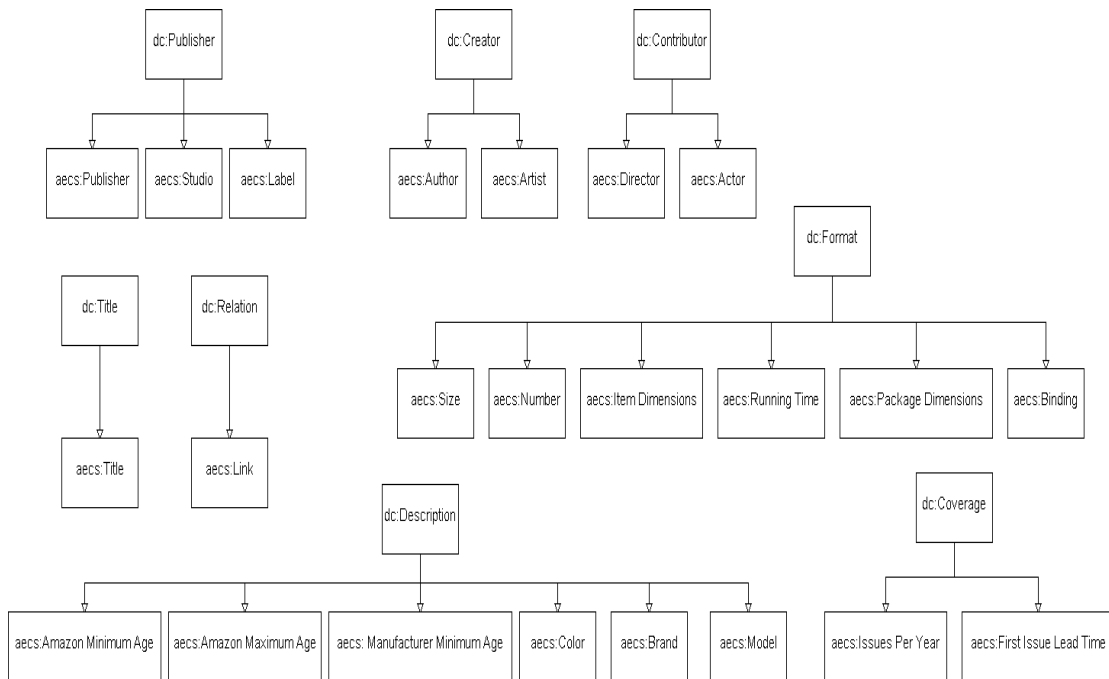 dc:Publisher
dc:Creator
dc:Contributor
aecs:Publisher
aecs:Studio
aecs:Label
aecs:Author
aecs:Artist
aecs:Director
aecs:Actor
dc:Format
dc:Title
dc:Relation
aecs:Size
aecs:Number
aecs:Item Dimensions
aecs:Running Time
aecs:Package Dimensions
aecs:Binding
aecs:Title
aecs:Link
dc:Description
dc:Coverage
aecs:Amazon Minimum Age
aecs:Amazon Maximum Age
aecs: Manufacturer Minimum Age
aecs:Color
aecs:Brand
aecs:Model
aecs:Issues Per Year
aecs:First Issue Lead Time